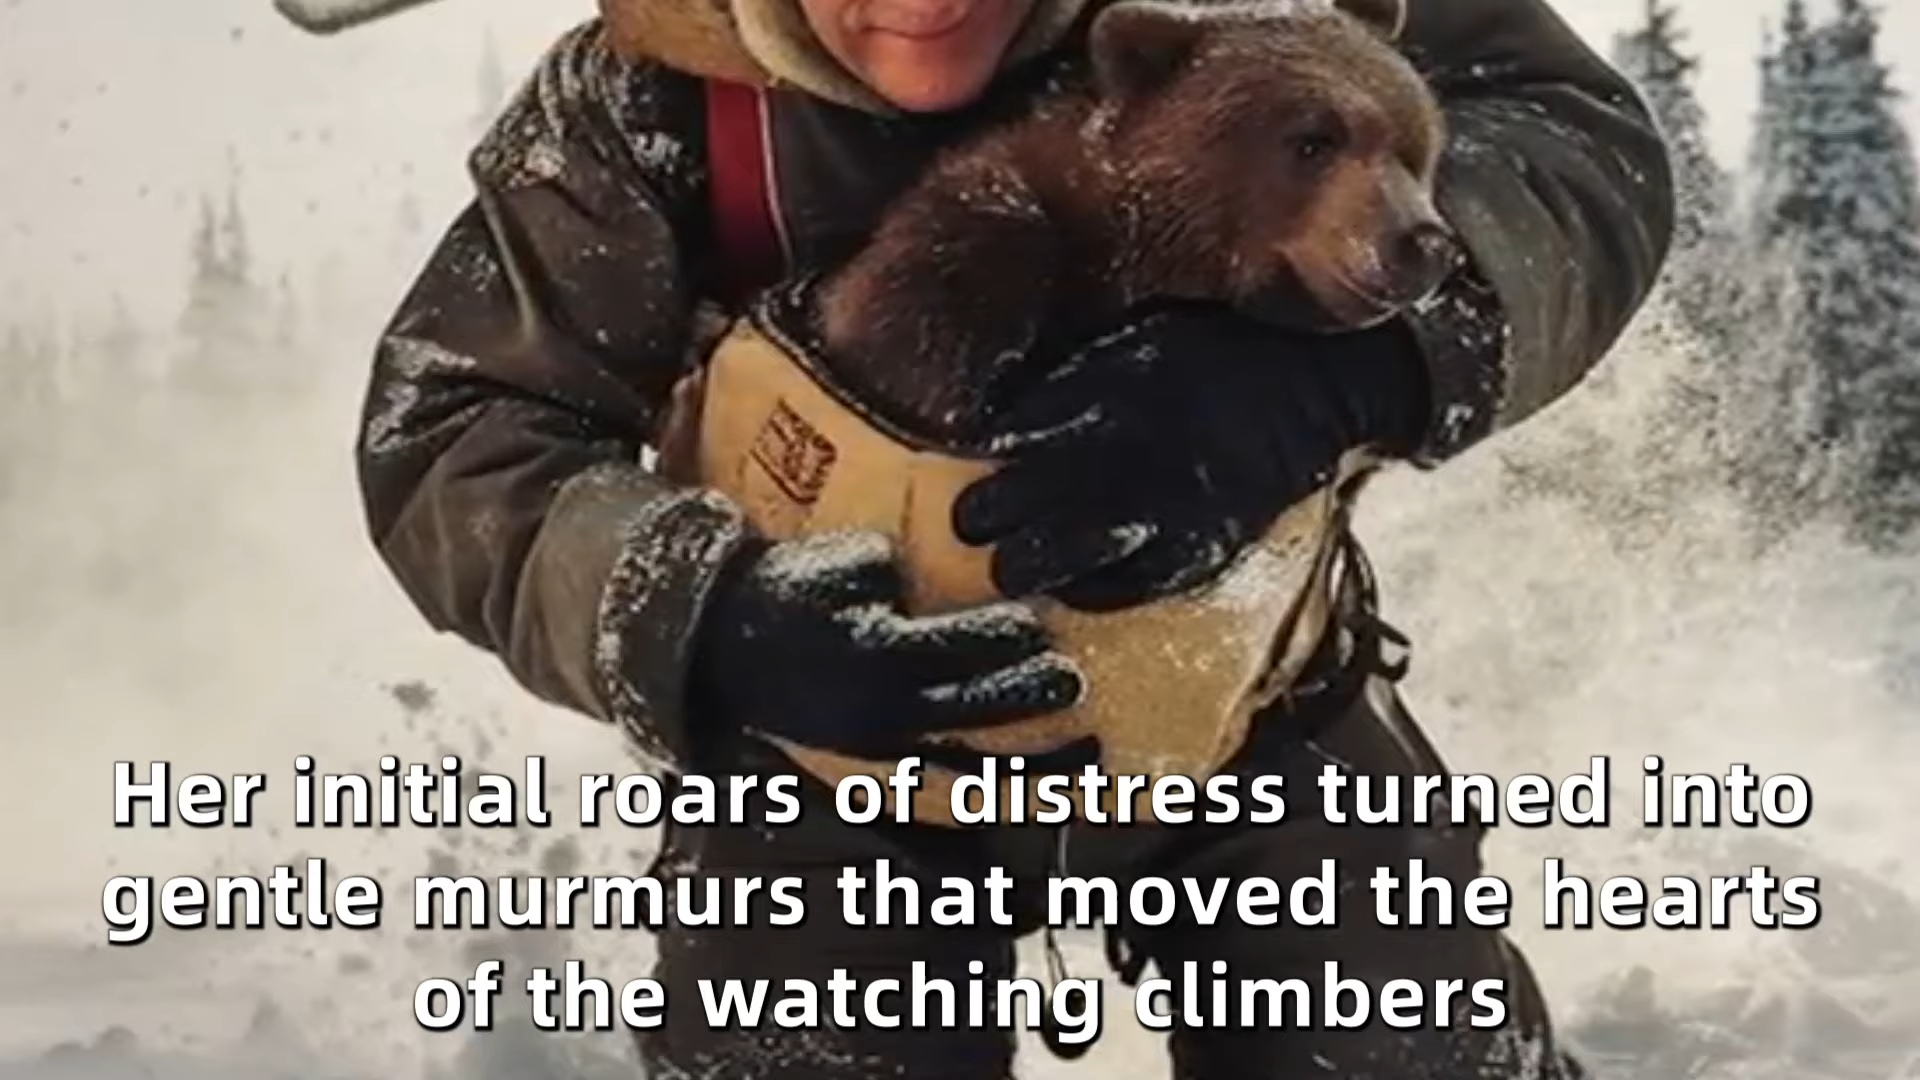 Her initial roars of distress turned into
gentle murmurs that moved the hearts
of the watching climbers